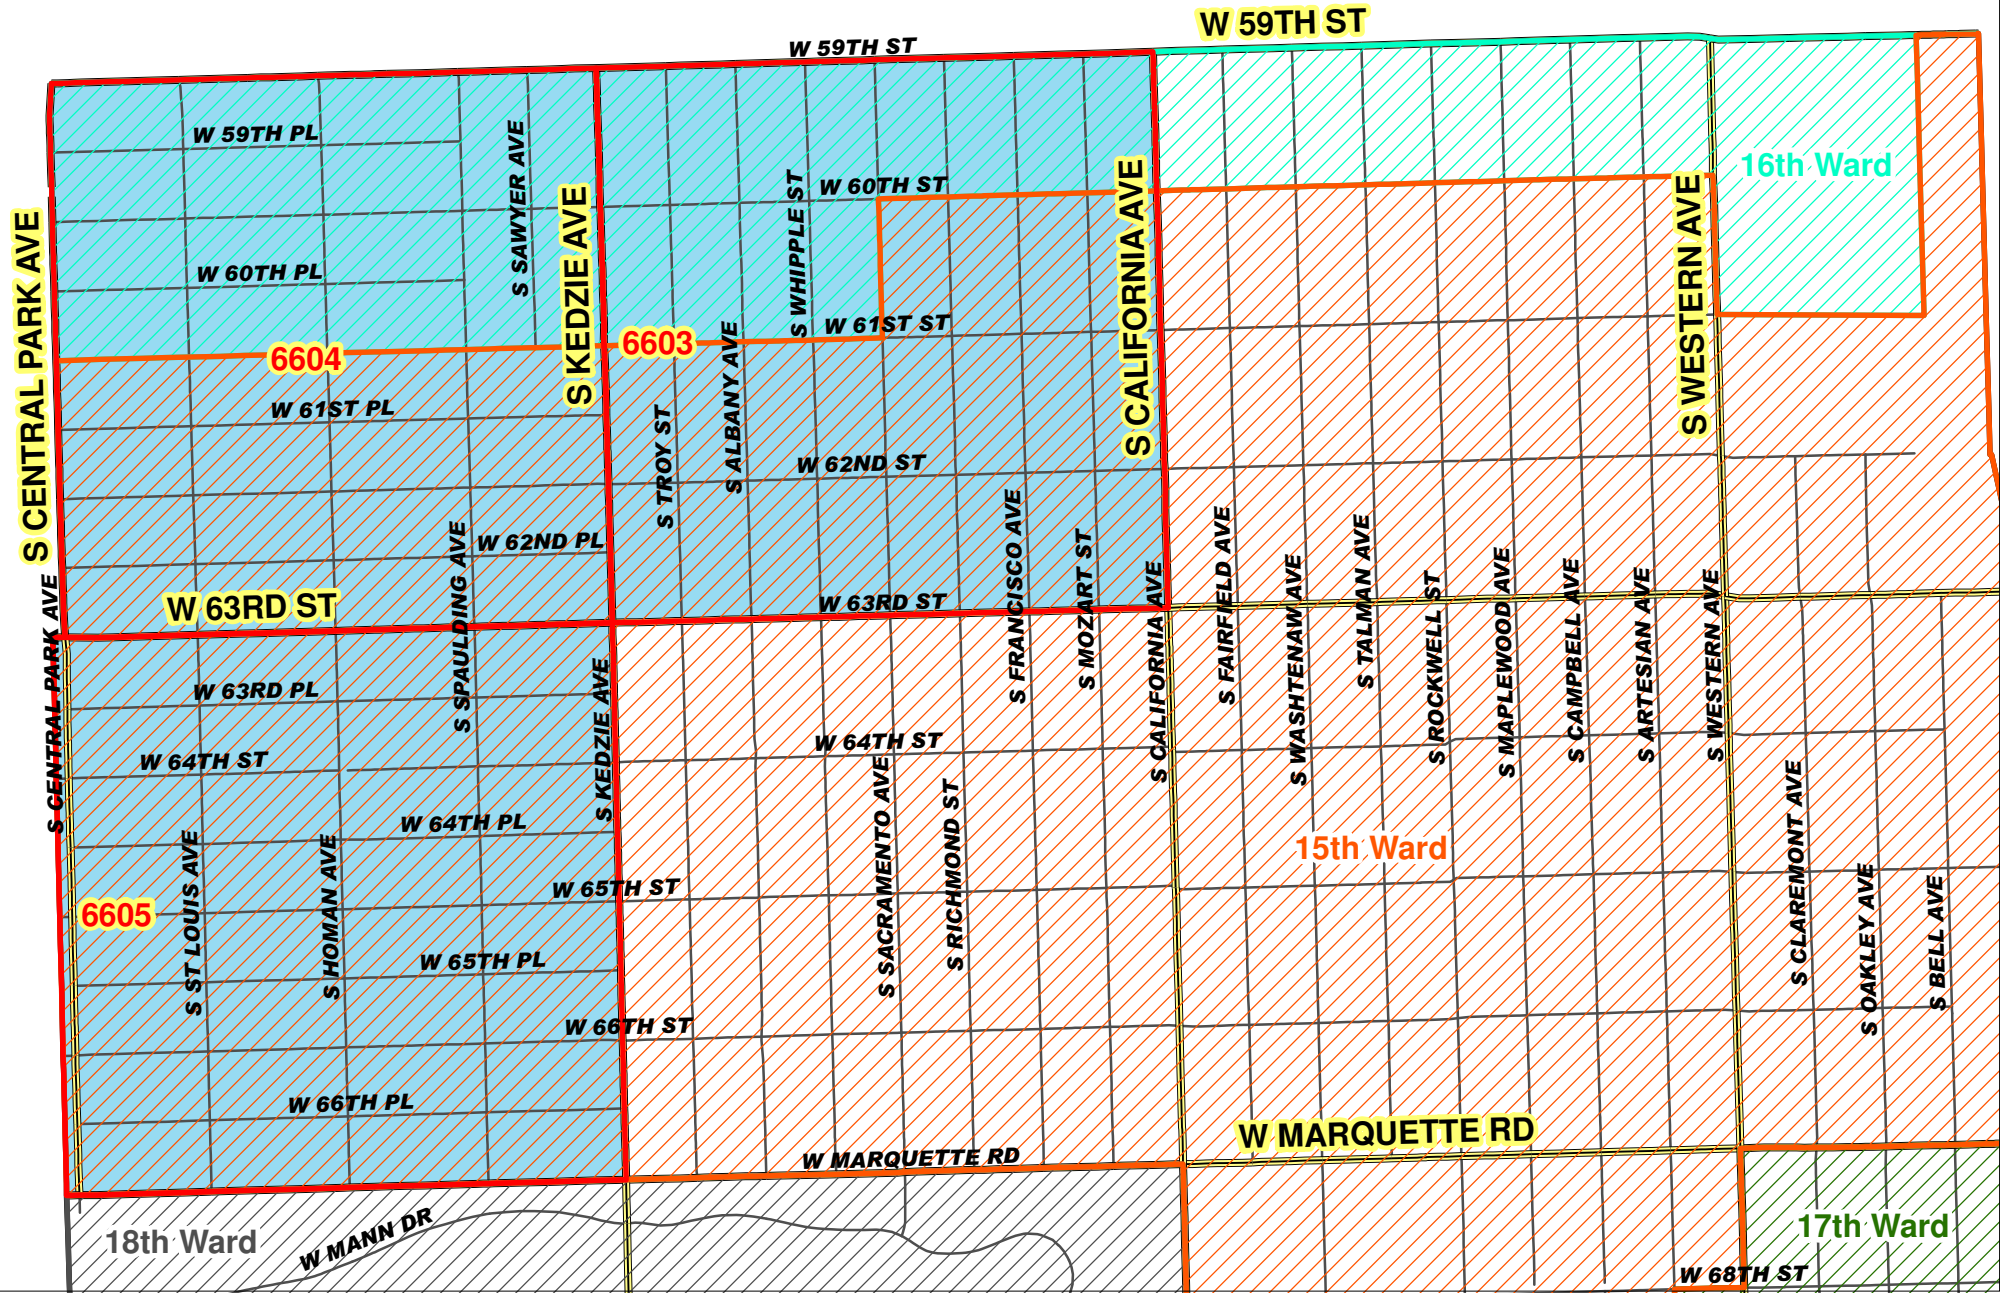 W 59TH ST
W 59TH ST
W 59TH PL
S SAWYER AVE
16th Ward
W 60TH ST
S WHIPPLE ST
S KEDZIE AVE
S CALIFORNIA AVE
S WESTERN AVE
S CENTRAL PARK AVE
W 60TH PL
W 61ST ST
6604
6603
S ALBANY AVE
W 61ST PL
S TROY ST
W 62ND ST
W 62ND PL
S SPAULDING AVE
W 63RD ST
W 63RD ST
S FRANCISCO AVE
S MOZART ST
S CALIFORNIA AVE
S FAIRFIELD AVE
S WASHTENAW AVE
S TALMAN AVE
S ROCKWELL ST
S MAPLEWOOD AVE
S CAMPBELL AVE
S ARTESIAN AVE
S WESTERN AVE
S CENTRAL PARK AVE
W 63RD PL
S KEDZIE AVE
W 64TH ST
W 64TH ST
W 64TH PL
S ST LOUIS AVE
S HOMAN AVE
S SACRAMENTO AVE
S RICHMOND ST
15th Ward
S CLAREMONT AVE
S OAKLEY AVE
S BELL AVE
W 65TH ST
6605
W 65TH PL
W 66TH ST
W 66TH PL
W MARQUETTE RD
W MARQUETTE RD
18th Ward
W MANN DR
17th Ward
W 68TH ST